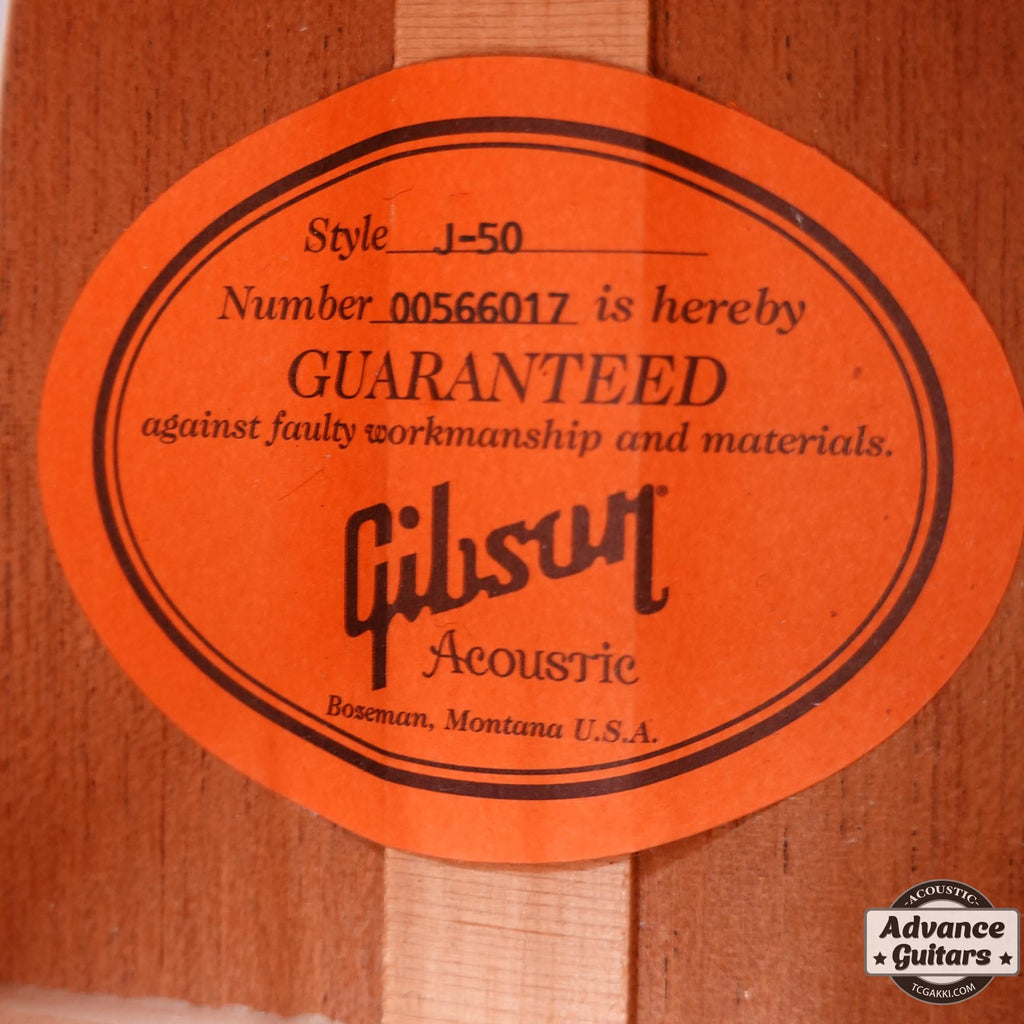 Style J-50
Number 00566017 is hereby
GUARANTEED
against faulty workmanship and materials.
Gibson®
Acoustic
Bozeman, Montana U.S.A.
-ACOUSTIC-
Advance
★ Guitars ★
TCGAKKI.COM